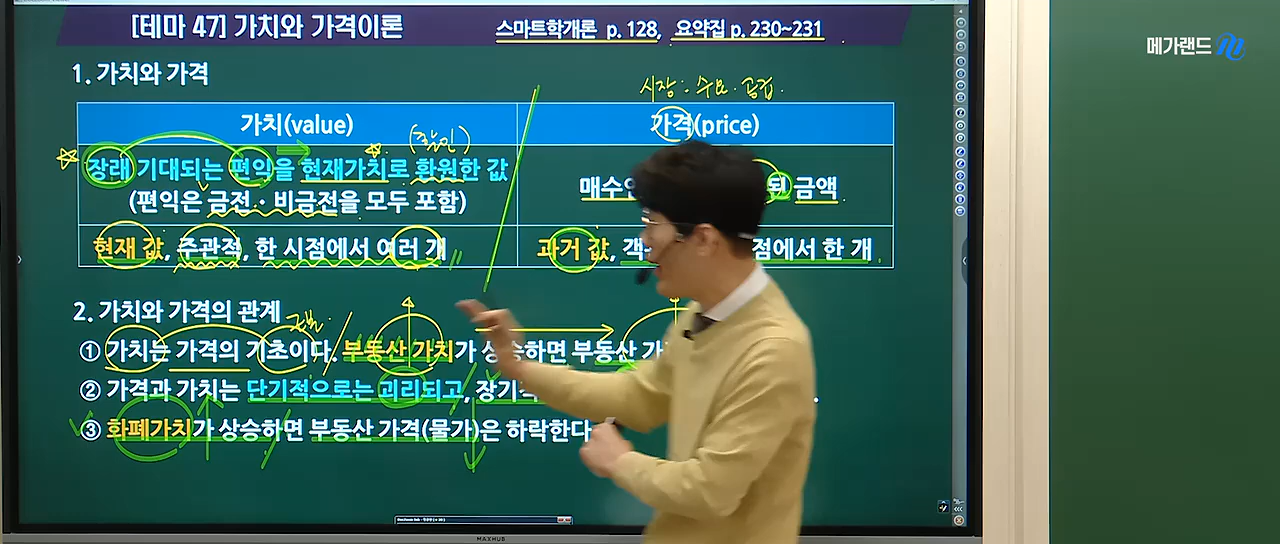 [테마 47] 가치와 가격이론
스마트학개론 p. 128, 요약집 p. 230~231
메가랜드
1. 가치와 가격
시장 : 수요 · 공급
가치(value)
가격(price)
(할인)
장래 기대되는 편익을 현재가치로 환원한 값
(편익은 금전 · 비금전을 모두 포함)
매수 된 금액
현재 값, 주관적, 한 시점에서 여러 개
과거 값, 객 점에서 한 개
2. 가치와 가격의 관계
근본
① 가치는 가격의 기초이다. 부동산 가치가 상승하면 부동산 가
② 가격과 가치는 단기적으로는 괴리되고, 장기적
③ 화폐가치가 상승하면 부동산 가격(물가)은 하락한다
MAXHUB